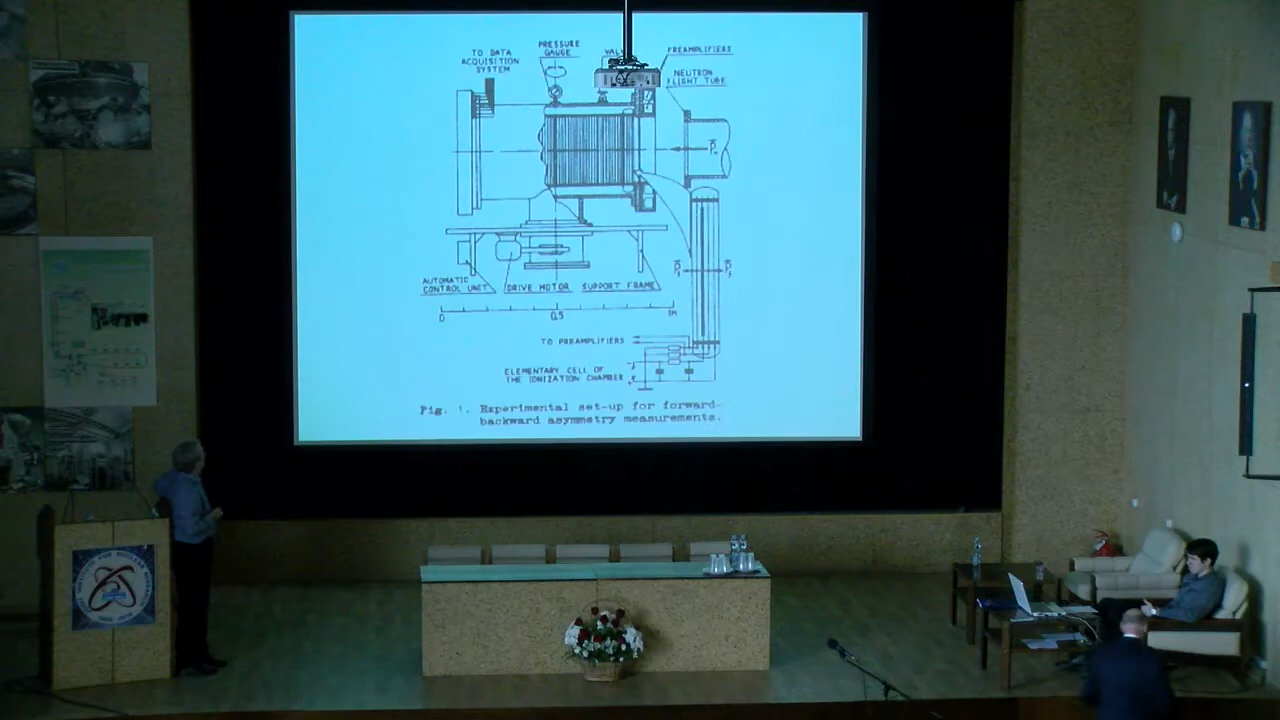 PRESSURE
GAUGE
TO DATA
ACQUISITION
SYSTEM
PREAMPLIFIERS
NEUTRON
FLIGHT TUBE
AUTOMATIC
CONTROL UNIT
DRIVE MOTOR
SUPPORT FRAME
0 0.5 1m
TO PREAMPLIFIERS
ELEMENTARY CELL OF
THE IONIZATION CHAMBER
Fig. 1. Experimental set-up for forward-
backward asymmetry measurements.